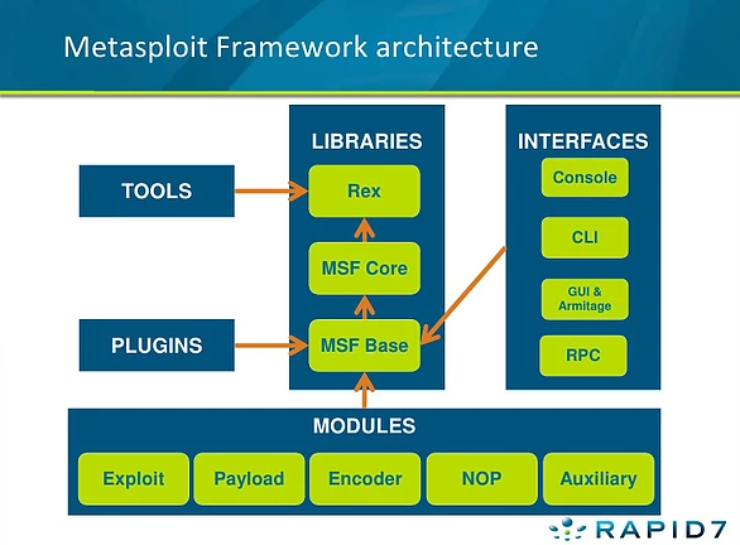 Metasploit Framework architecture
LIBRARIES
INTERFACES
TOOLS
Rex
Console
MSF Core
CLI
GUI &
Armitage
PLUGINS
MSF Base
RPC
MODULES
Exploit
Payload
Encoder
NOP
Auxiliary
RAPID7